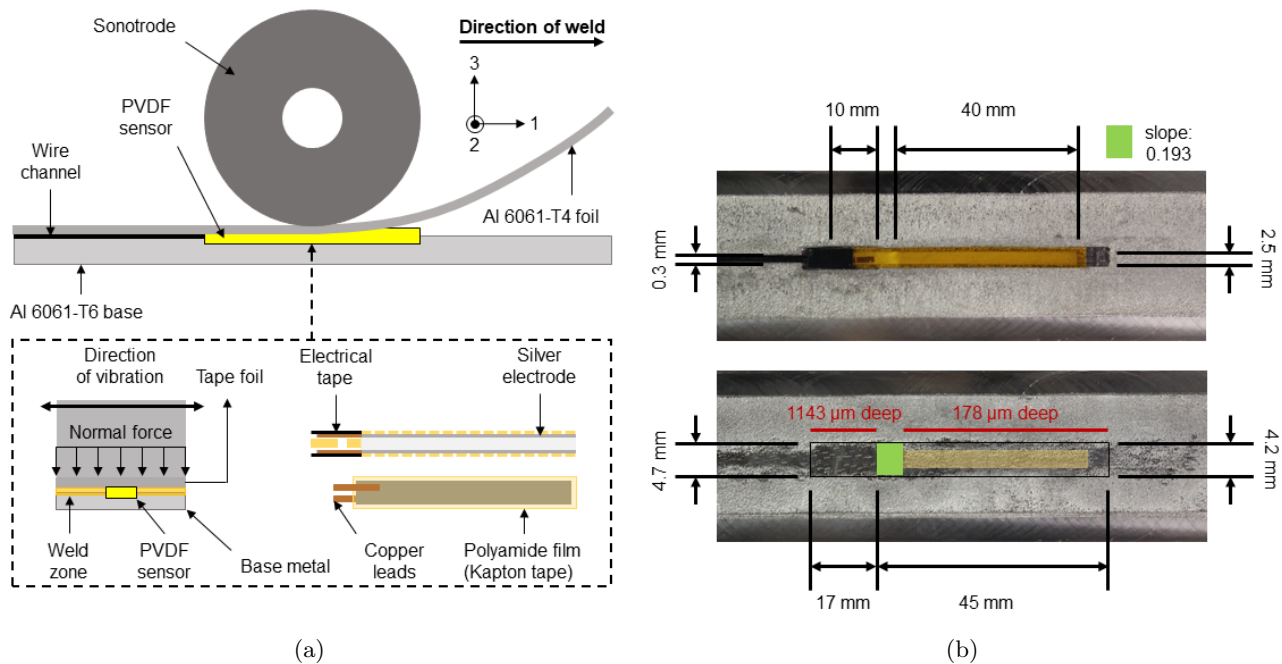 Sonotrode
Direction of weld
3
PVDF
sensor
1
2
Wire
channel
Al 6061-T4 foil
Al 6061-T6 base
Direction
of vibration
Tape foil
Electrical
tape
Silver
electrode
Normal force
Weld
zone
PVDF
sensor
Base metal
Copper
leads
Polyamide film
(Kapton tape)
(a)
10 mm
40 mm
slope:
0.193
0.3 mm
2.5 mm
1143 µm deep
178 µm deep
4.7 mm
4.2 mm
17 mm
45 mm
(b)